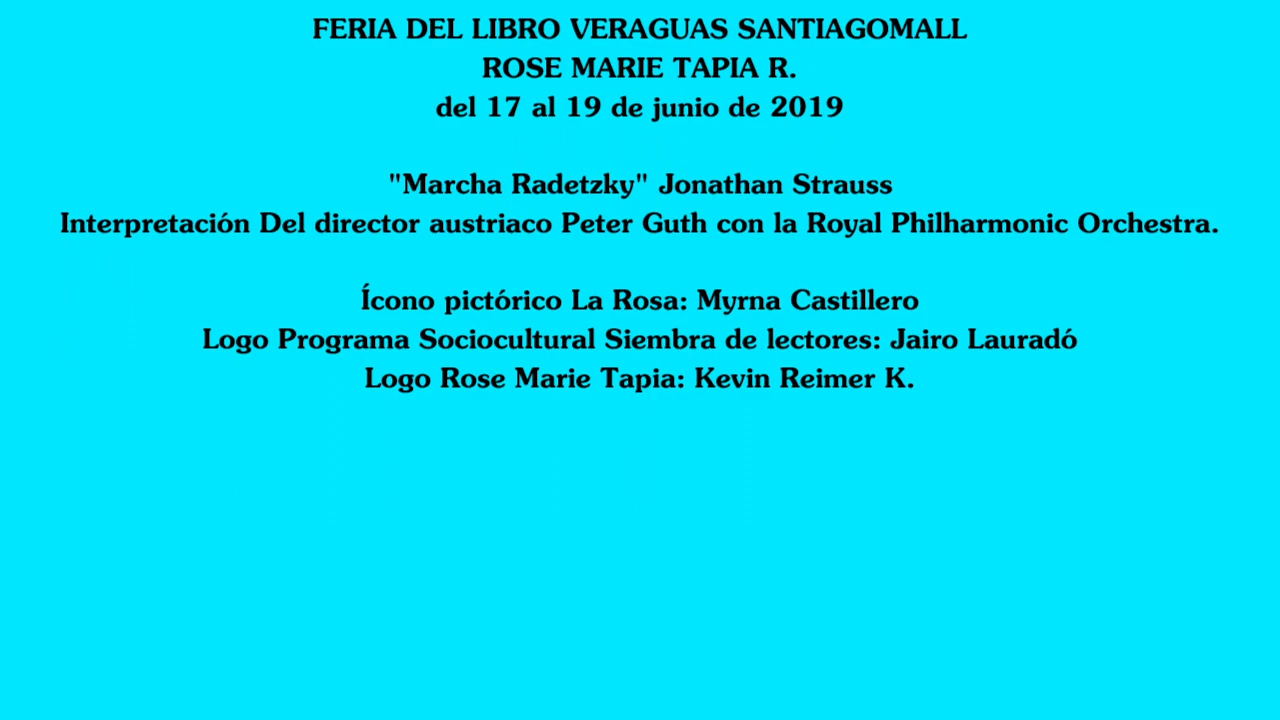 FERIA DEL LIBRO VERAGUAS SANTIAGOMALL
ROSE MARIE TAPIA R.
del 17 al 19 de junio de 2019
"Marcha Radetzky" Jonathan Strauss
Interpretación Del director austriaco Peter Guth con la Royal Philharmonic Orchestra.
Ícono pictórico La Rosa: Myrna Castillero
Logo Programa Sociocultural Siembra de lectores: Jairo Lauradó
Logo Rose Marie Tapia: Kevin Reimer K.